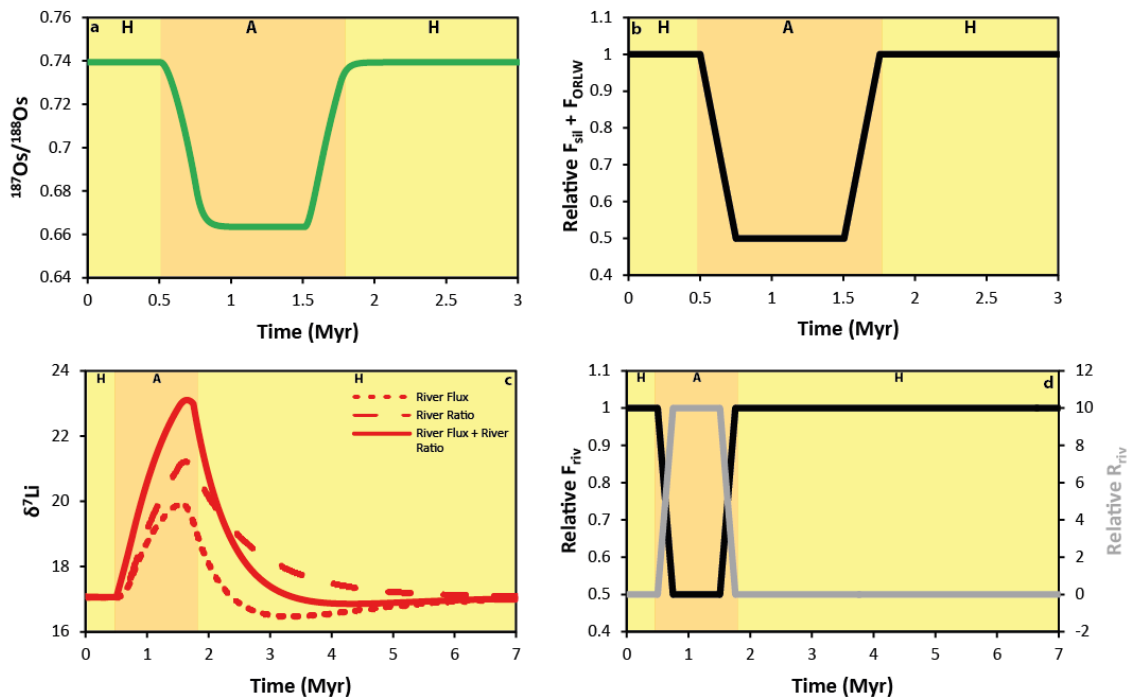 a
H
A
H
0.76
0.74
0.72
0.7
0.68
0.66
0.64
187Os/188Os
0
0.5
1
1.5
2
2.5
3
Time (Myr)
b
H
A
H
1.1
1
0.9
0.8
0.7
0.6
0.5
0.4
Relative Fsil + FORLW
0
0.5
1
1.5
2
2.5
3
Time (Myr)
H
A
H
c
24
22
20
18
16
δ7Li
River Flux
River Ratio
River Flux + River
Ratio
0
1
2
3
4
5
6
7
Time (Myr)
H
A
H
d
1.1
1
0.9
0.8
0.7
0.6
0.5
0.4
Relative Friv
12
10
8
6
4
2
0
-2
Relative Rriv
0
1
2
3
4
5
6
7
Time (Myr)